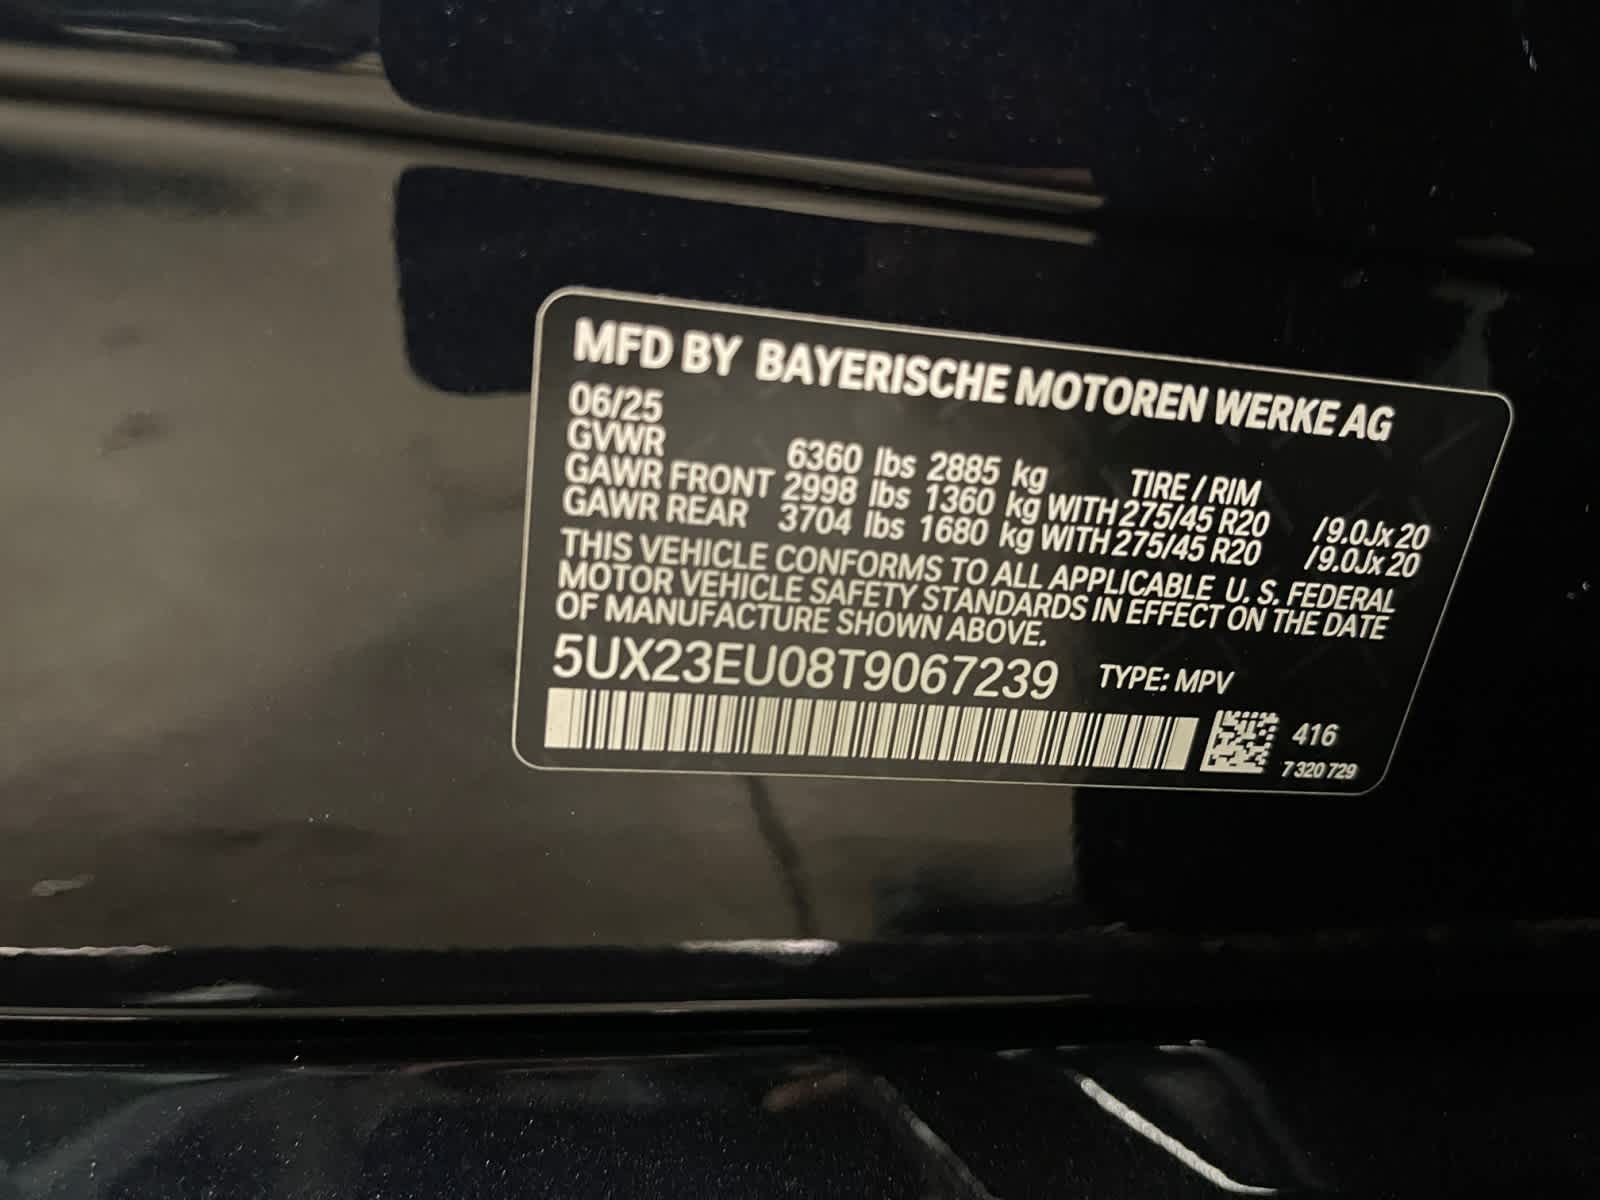 MFD BY BAYERISCHE MOTOREN WERKE AG
06/25
GVWR 6360 lbs 2885 kg TIRE / RIM
GAWR FRONT 2998 lbs 1360 kg WITH 275/45 R20 /9.0Jx20
GAWR REAR 3704 lbs 1680 kg WITH 275/45 R20 /9.0Jx20
THIS VEHICLE CONFORMS TO ALL APPLICABLE U. S. FEDERAL
MOTOR VEHICLE SAFETY STANDARDS IN EFFECT ON THE DATE
OF MANUFACTURE SHOWN ABOVE.
5UX23EU08T9067239 TYPE: MPV
416
7 320 729